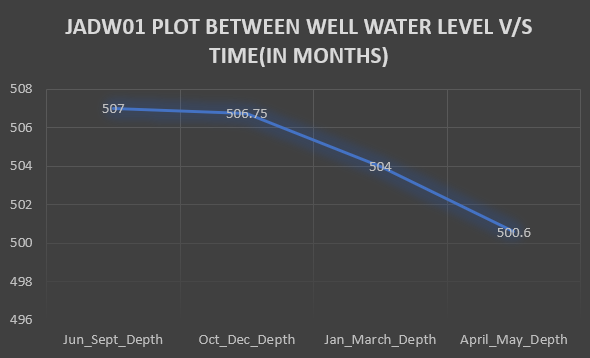 JADW01 PLOT BETWEEN WELL WATER LEVEL V/S
TIME(IN MONTHS)
508
506
504
502
500
498
496
507
506.75
504
500.6
Jun_Sept_Depth
Oct_Dec_Depth
Jan_March_Depth
April_May_Depth